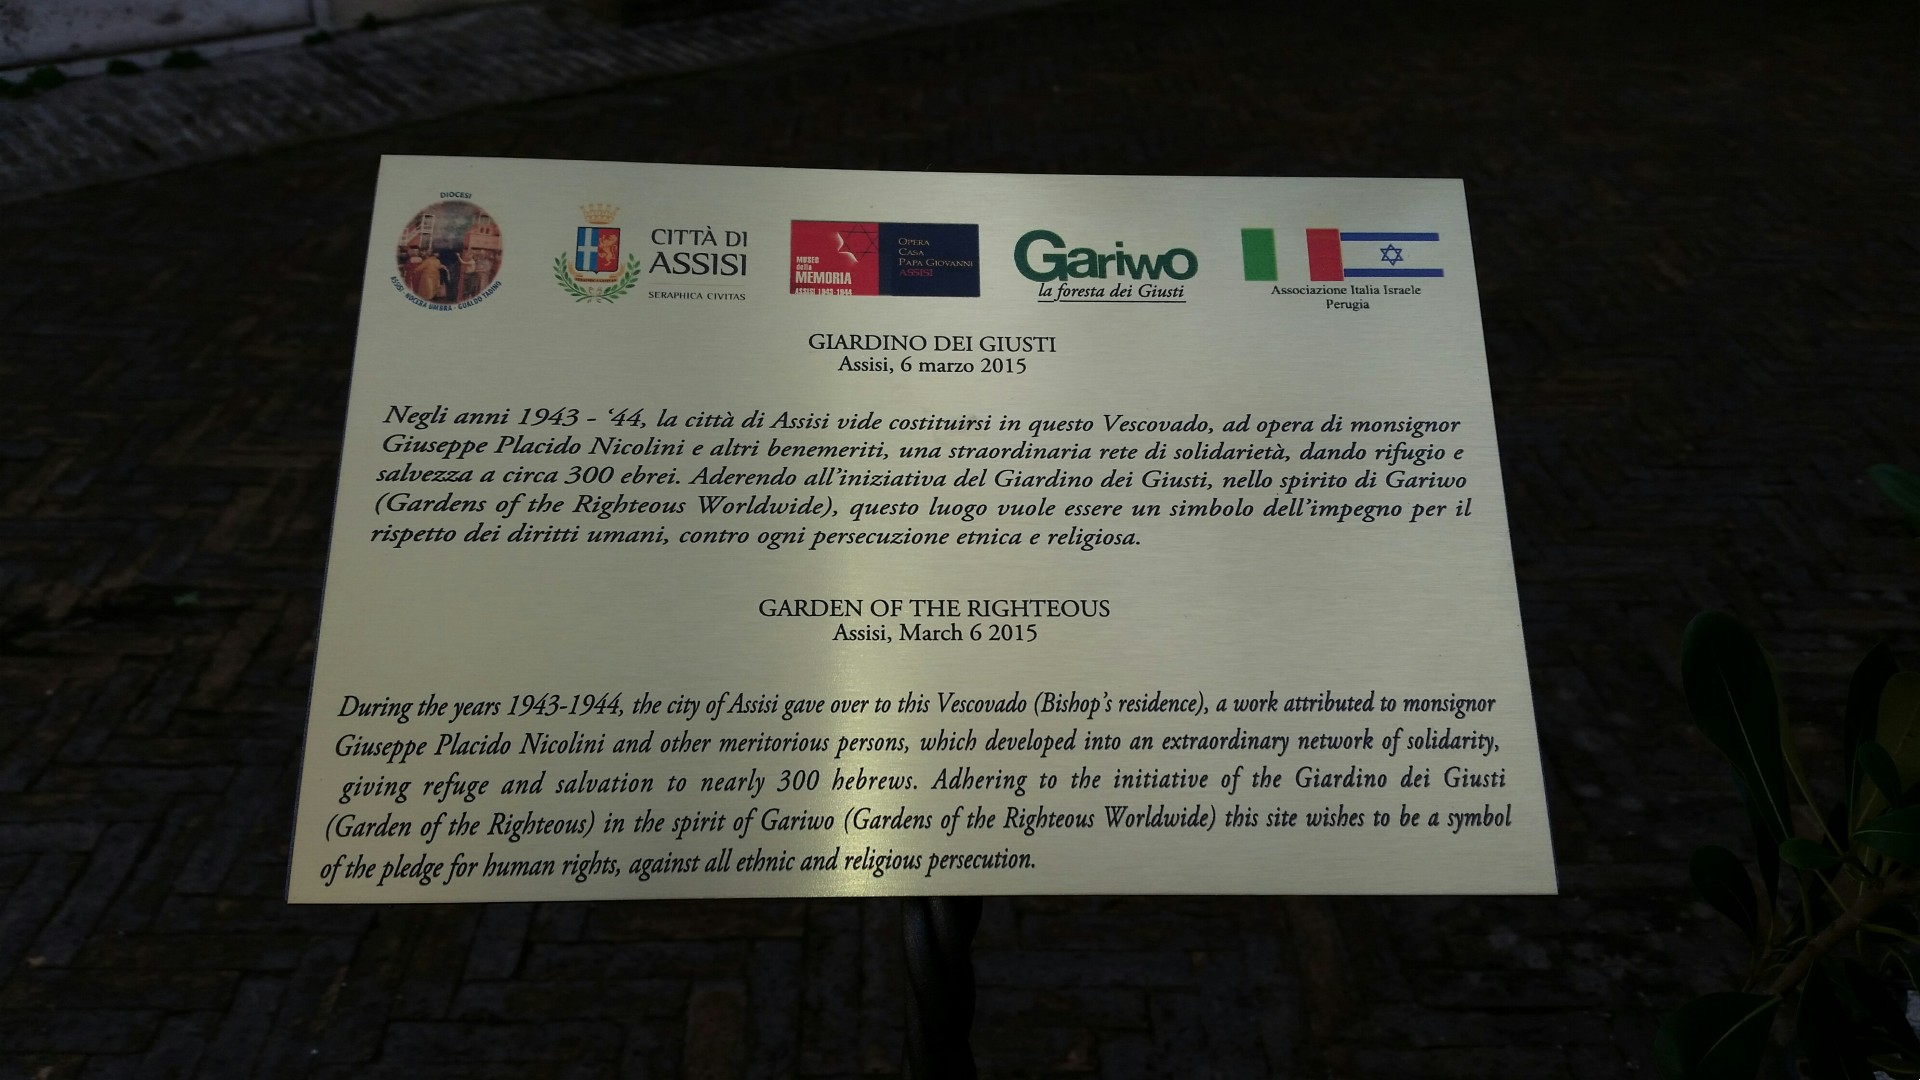 DIOCESI
ASSISI - NOCERA UMBRA - GUALDO TADINO
CITTÀ DI
ASSISI
SERAPHICA CIVITAS
MUSEO
della
MEMORIA
ASSISI 1943-1944
OPERA
CASA
PAPA GIOVANNI
ASSISI
Gariwo
la foresta dei Giusti
Associazione Italia Israele
Perugia
GIARDINO DEI GIUSTI
Assisi, 6 marzo 2015
Negli anni 1943 - ‘44, la città di Assisi vide costituirsi in questo Vescovado, ad opera di monsignor
Giuseppe Placido Nicolini e altri benemeriti, una straordinaria rete di solidarietà, dando rifugio e
salvezza a circa 300 ebrei. Aderendo all’iniziativa del Giardino dei Giusti, nello spirito di Gariwo
(Gardens of the Righteous Worldwide), questo luogo vuole essere un simbolo dell’impegno per il
rispetto dei diritti umani, contro ogni persecuzione etnica e religiosa.
GARDEN OF THE RIGHTEOUS
Assisi, March 6 2015
During the years 1943-1944, the city of Assisi gave over to this Vescovado (Bishop’s residence), a work attributed to monsignor
Giuseppe Placido Nicolini and other meritorious persons, which developed into an extraordinary network of solidarity,
giving refuge and salvation to nearly 300 hebrews. Adhering to the initiative of the Giardino dei Giusti
(Garden of the Righteous) in the spirit of Gariwo (Gardens of the Righteous Worldwide) this site wishes to be a symbol
of the pledge for human rights, against all ethnic and religious persecution.